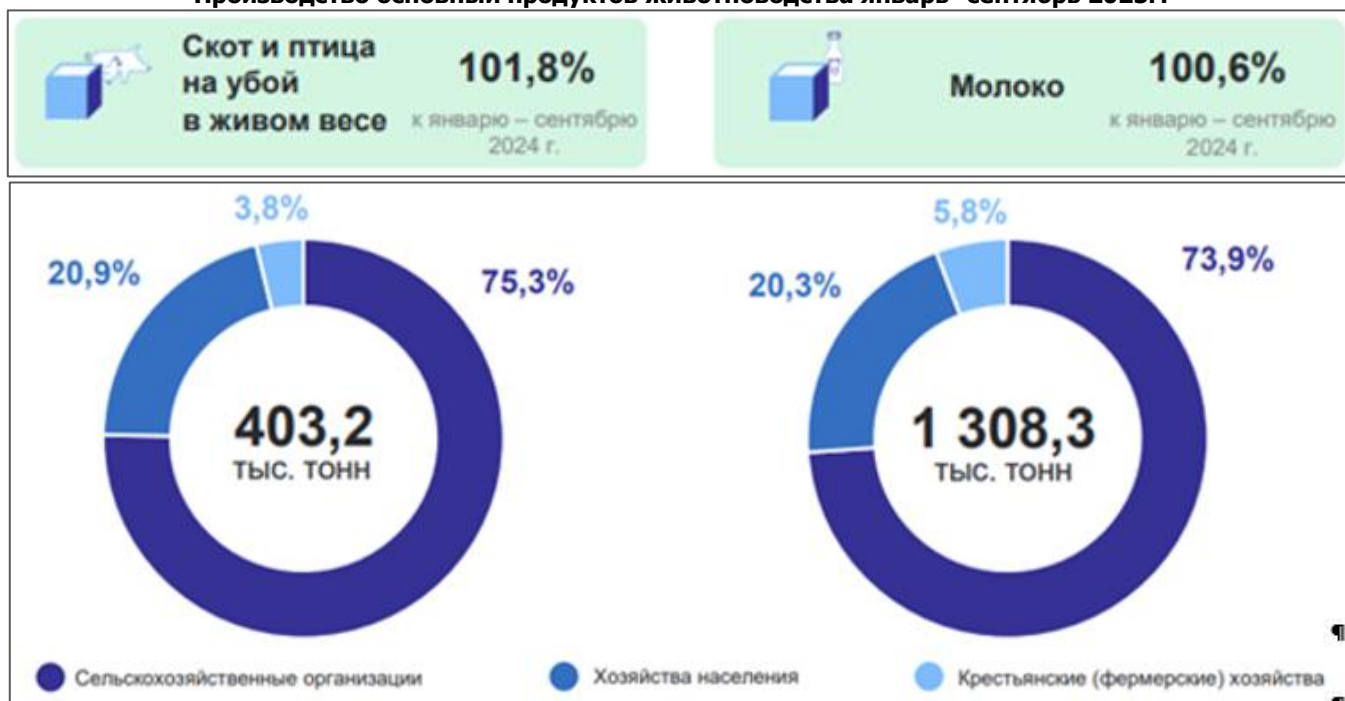 Скот и птица
на убой
в живом весе
101,8%
к январю – сентябрю
2024 г.
Молоко
100,6%
к январю – сентябрю
2024 г.
3,8%
20,9%
75,3%
403,2
ТЫС. ТОНН
5,8%
20,3%
73,9%
1 308,3
ТЫС. ТОНН
¶
Сельскохозяйственные организации
Хозяйства населения
Крестьянские (фермерские) хозяйства